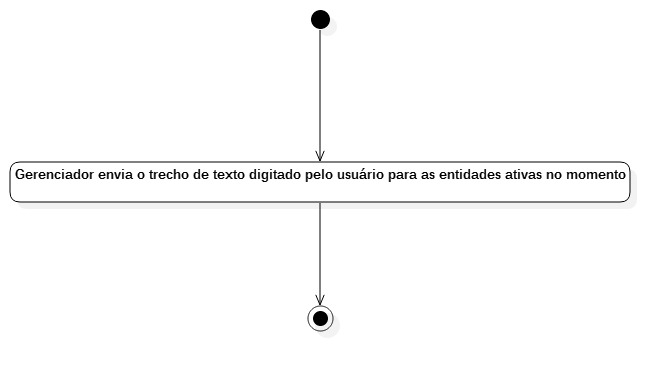 Gerenciador envia o trecho de texto digitado pelo usuário para as entidades ativas no momento